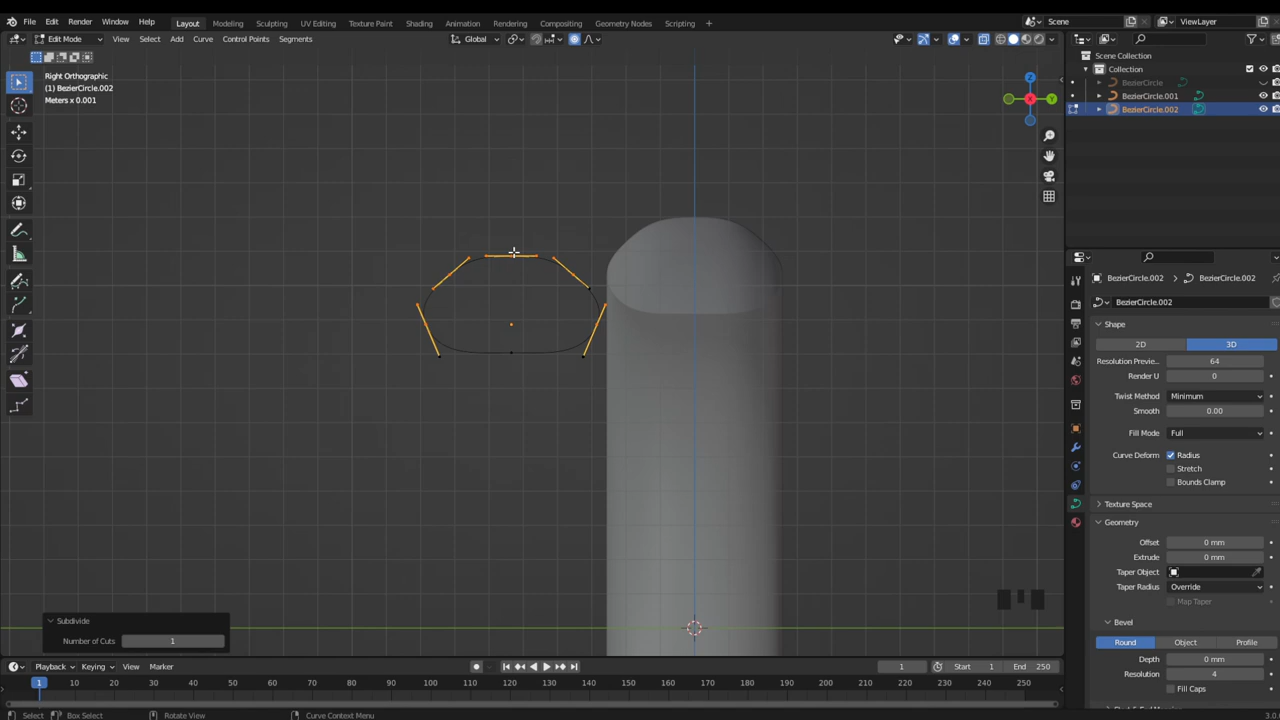 File Edit Render Window Help Layout Modeling Sculpting UV Editing Texture Paint Shading Animation Rendering Compositing Geometry Nodes Scripting + Scene ViewLayer
Edit Mode View Select Add Curve Control Points Segments Global
Right Orthographic
(1) BezierCircle.002
Meters x 0.001
Z
X
Y
Scene Collection
Collection
BezierCircle
BezierCircle.001
BezierCircle.002
BezierCircle.002 BezierCircle.002
BezierCircle.002
Shape
2D 3D
Resolution Previe... 64
Render U 0
Twist Method Minimum
Smooth 0.00
Fill Mode Full
Curve Deform Radius
Stretch
Bounds Clamp
Texture Space
Geometry
Offset 0 mm
Extrude 0 mm
Taper Object
Taper Radius Override
Map Taper
Bevel
Round Object Profile
Depth 0 mm
Resolution 4
Fill Caps
Subdivide
Number of Cuts 1
Playback Keying View Marker 1 Start 1 End 250
1 10 20 30 40 50 60 70 80 90 100 110 120 130 140 150 160 170 180 190 200 210 220 230 240 250
Select Box Select Rotate View Curve Context Menu